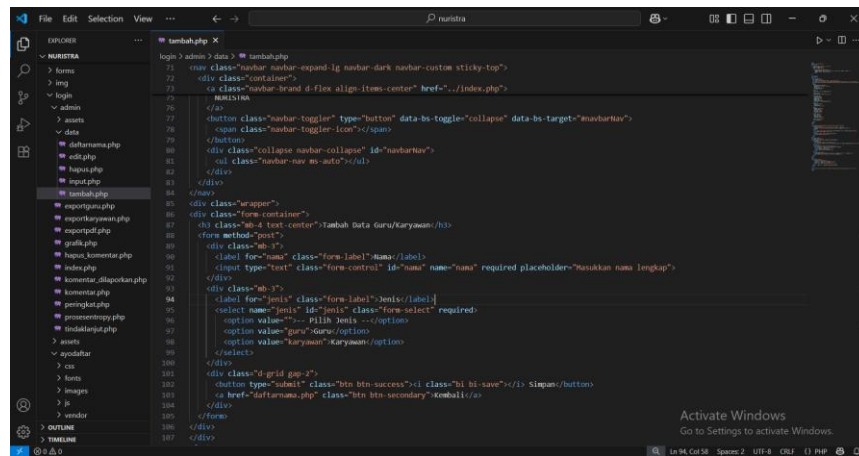 File Edit Selection View ... nuristra
EXPLORER ...
NURISTRA
forms
img
login
admin
assets
data
daftarnama.php
edit.php
hapus.php
input.php
tambah.php
exportguru.php
exportkaryawan.php
exportpdf.php
grafik.php
hapus_komentar.php
index.php
komentar_dilaporkan.php
komentar.php
peringkat.php
prosesentropy.php
tindaklanjut.php
assets
ayodaftar
css
fonts
images
js
vendor
OUTLINE
TIMELINE
tambah.php
login > admin > data > tambah.php
71 <nav class="navbar navbar-expand-lg navbar-dark navbar-custom sticky-top">
72 <div class="container">
73 <a class="navbar-brand d-flex align-items-center" href="../index.php">
75 NURISTRA
76 </a>
77 <button class="navbar-toggler" type="button" data-bs-toggle="collapse" data-bs-target="#navbarNav">
78 <span class="navbar-toggler-icon"></span>
79 </button>
80 <div class="collapse navbar-collapse" id="navbarNav">
81 <ul class="navbar-nav ms-auto"></ul>
82 </div>
83 </div>
84 </nav>
85 <div class="wrapper">
86 <div class="form-container">
87 <h3 class="mb-4 text-center">Tambah Data Guru/Karyawan</h3>
88 <form method="post">
89 <div class="mb-3">
90 <label for="nama" class="form-label">Nama</label>
91 <input type="text" class="form-control" id="nama" name="nama" required placeholder="Masukkan nama lengkap">
92 </div>
93 <div class="mb-3">
94 <label for="jenis" class="form-label">Jenis</label>
95 <select name="jenis" id="jenis" class="form-select" required>
96 <option value="">-- Pilih Jenis --</option>
97 <option value="guru">Guru</option>
98 <option value="karyawan">Karyawan</option>
99 </select>
100 </div>
101 <div class="d-grid gap-2">
102 <button type="submit" class="btn btn-success"><i class="bi bi-save"></i> Simpan</button>
103 <a href="daftarnama.php" class="btn btn-secondary">Kembali</a>
104 </div>
105 </form>
106 </div>
107 </div>
Activate Windows
Go to Settings to activate Windows.
0 0 Ln 94, Col 58 Spaces: 2 UTF-8 CRLF {} PHP